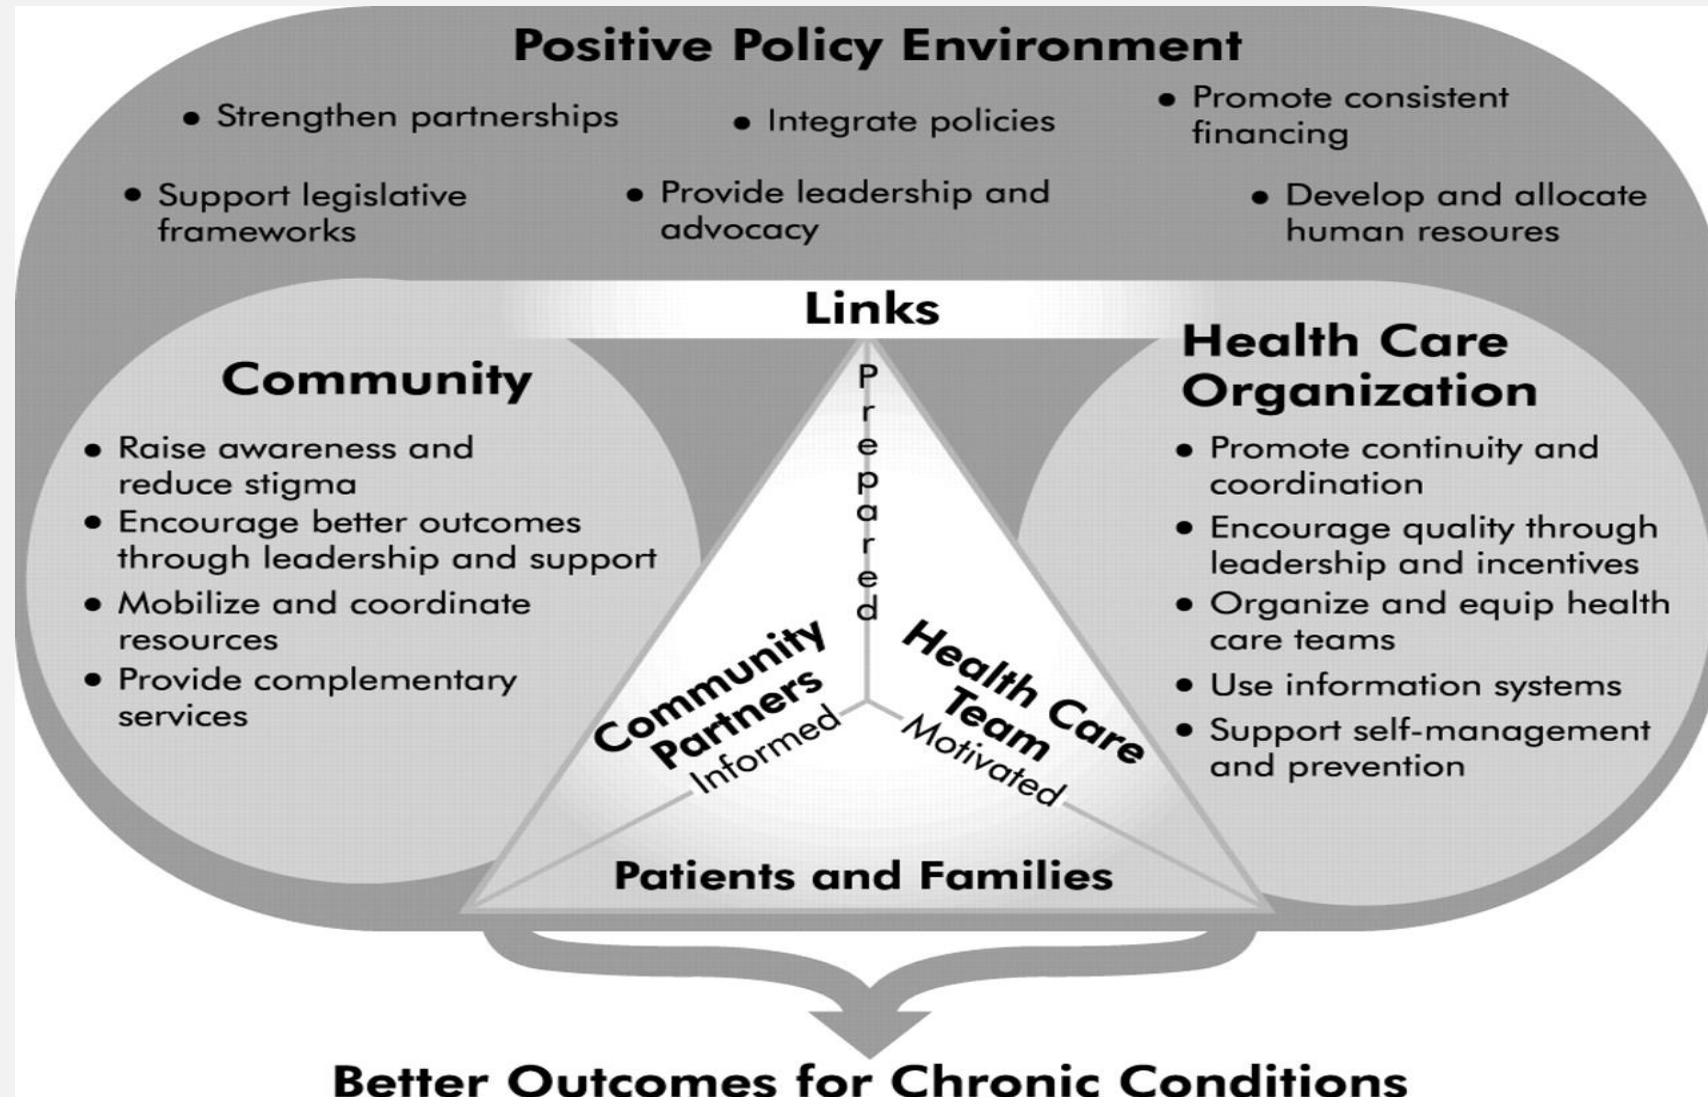 Positive Policy Environment
• Strengthen partnerships
• Integrate policies
• Promote consistent
financing
• Support legislative
frameworks
• Provide leadership and
advocacy
• Develop and allocate
human resoures
Links
Community
• Raise awareness and
reduce stigma
• Encourage better outcomes
through leadership and support
• Mobilize and coordinate
resources
• Provide complementary
services
Prepared
Community
Partners
Informed
Health Care
Team
Motivated
Patients and Families
Health Care
Organization
• Promote continuity and
coordination
• Encourage quality through
leadership and incentives
• Organize and equip health
care teams
• Use information systems
• Support self-management
and prevention
Better Outcomes for Chronic Conditions